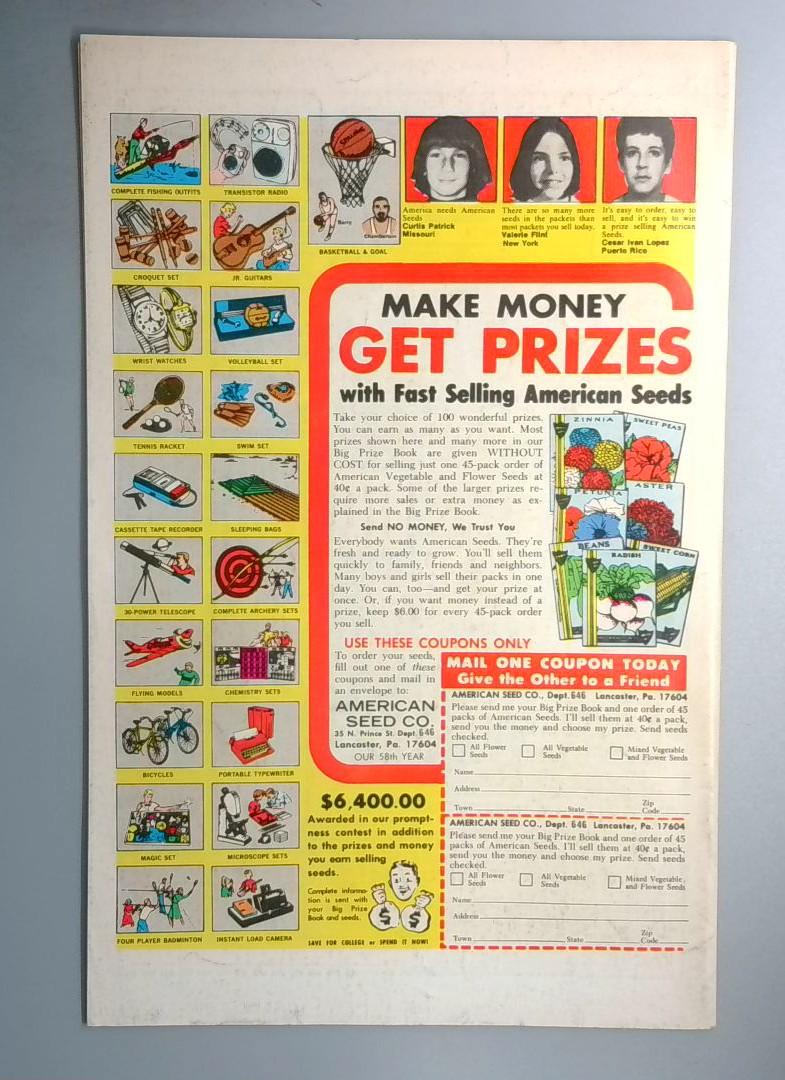 COMPLETE FISHING OUTFITS
TRANSISTOR RADIO
CROQUET SET
JR. GUITARS
WRIST WATCHES
VOLLEYBALL SET
TENNIS RACKET
SWIM SET
CASSETTE TAPE RECORDER
SLEEPING BAGS
30-POWER TELESCOPE
COMPLETE ARCHERY SETS
FLYING MODELS
CHEMISTRY SETS
BICYCLES
PORTABLE TYPEWRITER
MAGIC SET
MICROSCOPE SETS
FOUR PLAYER BADMINTON
INSTANT LOAD CAMERA
SPALDING
Barry
Chamberlain
BASKETBALL & GOAL
America needs American
Seeds
Curtis Patrick
Missouri
There are so many more
seeds in the packets than
most packets you sell today.
Valerie Flint
New York
It's easy to order, easy to
sell, and it's easy to win
a prize selling American
Seeds.
Cesar Ivan Lopez
Puerto Rico
MAKE MONEY
GET PRIZES
with Fast Selling American Seeds
Take your choice of 100 wonderful prizes.
You can earn as many as you want. Most
prizes shown here and many more in our
Big Prize Book are given WITHOUT
COST for selling just one 45-pack order of
American Vegetable and Flower Seeds at
40¢ a pack. Some of the larger prizes re-
quire more sales or extra money as ex-
plained in the Big Prize Book.
Send NO MONEY, We Trust You
Everybody wants American Seeds. They're
fresh and ready to grow. You'll sell them
quickly to family, friends and neighbors.
Many boys and girls sell their packs in one
day. You can, too—and get your prize at
once. Or, if you want money instead of a
prize, keep $6.00 for every 45-pack order
you sell.
ZINNIA
SWEET PEAS
PETUNIA
ASTER
BEANS
RADISH
SWEET CORN
USE THESE COUPONS ONLY
To order your seeds,
fill out one of these
coupons and mail in
an envelope to:
AMERICAN
SEED CO.
35 N. Prince St. Dept. 646
Lancaster, Pa. 17604
OUR 58th YEAR
$6,400.00
Awarded in our prompt-
ness contest in addition
to the prizes and money
you earn selling
seeds.
Complete informa-
tion is sent with
your Big Prize
Book and seeds.
$ $
SAVE FOR COLLEGE or SPEND IT NOW!
MAIL ONE COUPON TODAY
Give the Other to a Friend
AMERICAN SEED CO., Dept. 646 Lancaster, Pa. 17604
Please send me your Big Prize Book and one order of 45
packs of American Seeds. I'll sell them at 40¢ a pack,
send you the money and choose my prize. Send seeds
checked.
All Flower
Seeds
All Vegetable
Seeds
Mixed Vegetable
and Flower Seeds
Name
Address
Town State Zip Code
AMERICAN SEED CO., Dept. 646 Lancaster, Pa. 17604
Please send me your Big Prize Book and one order of 45
packs of American Seeds. I'll sell them at 40¢ a pack,
send you the money and choose my prize. Send seeds
checked.
All Flower
Seeds
All Vegetable
Seeds
Mixed Vegetable
and Flower Seeds
Name
Address
Town State Zip Code